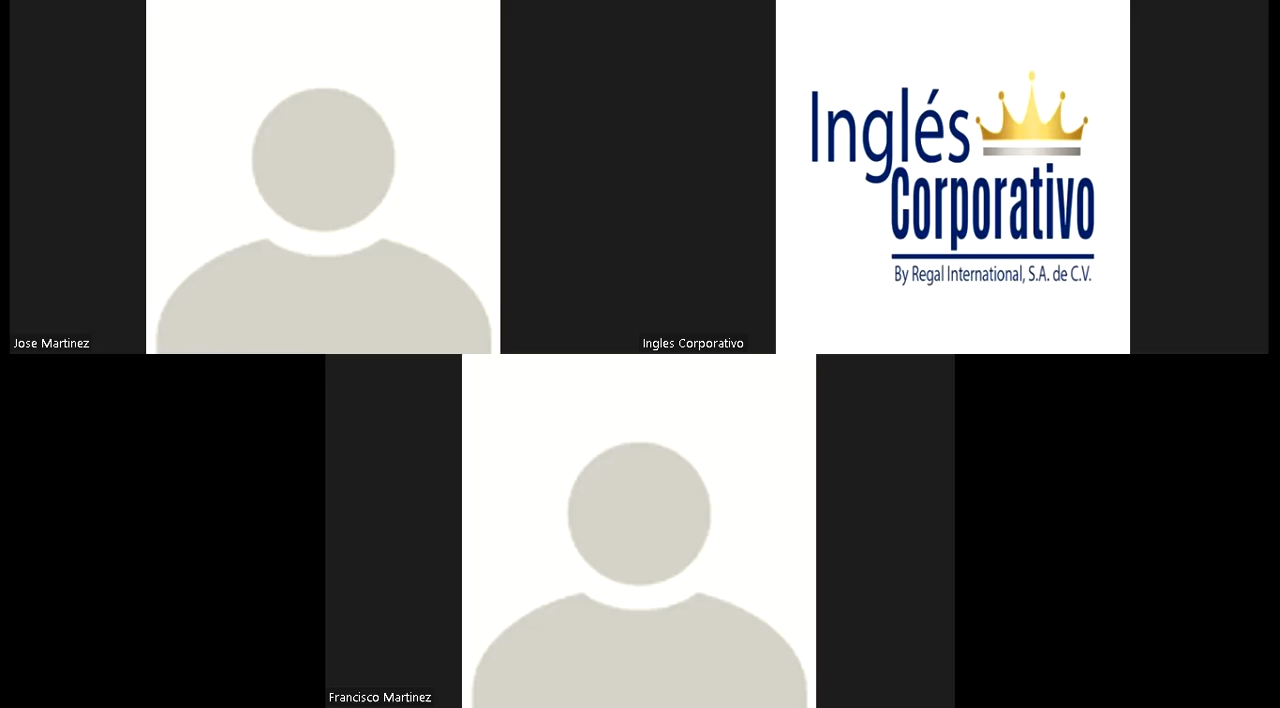 Inglés
Corporativo
By Regal International, S.A. de C.V.
Jose Martinez
Ingles Corporativo
Francisco Martinez